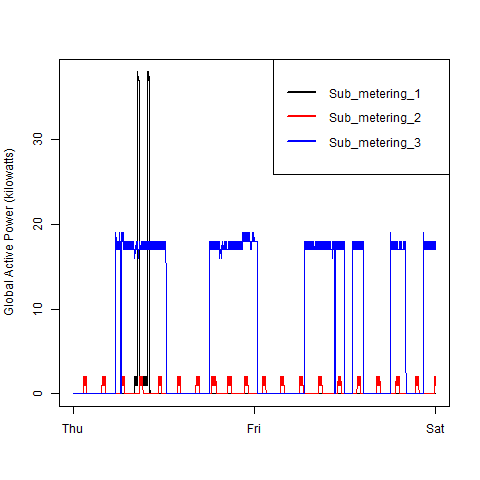 Sub_metering_1
Sub_metering_2
Sub_metering_3
Global Active Power (kilowatts)
30
20
10
0
Thu Fri Sat